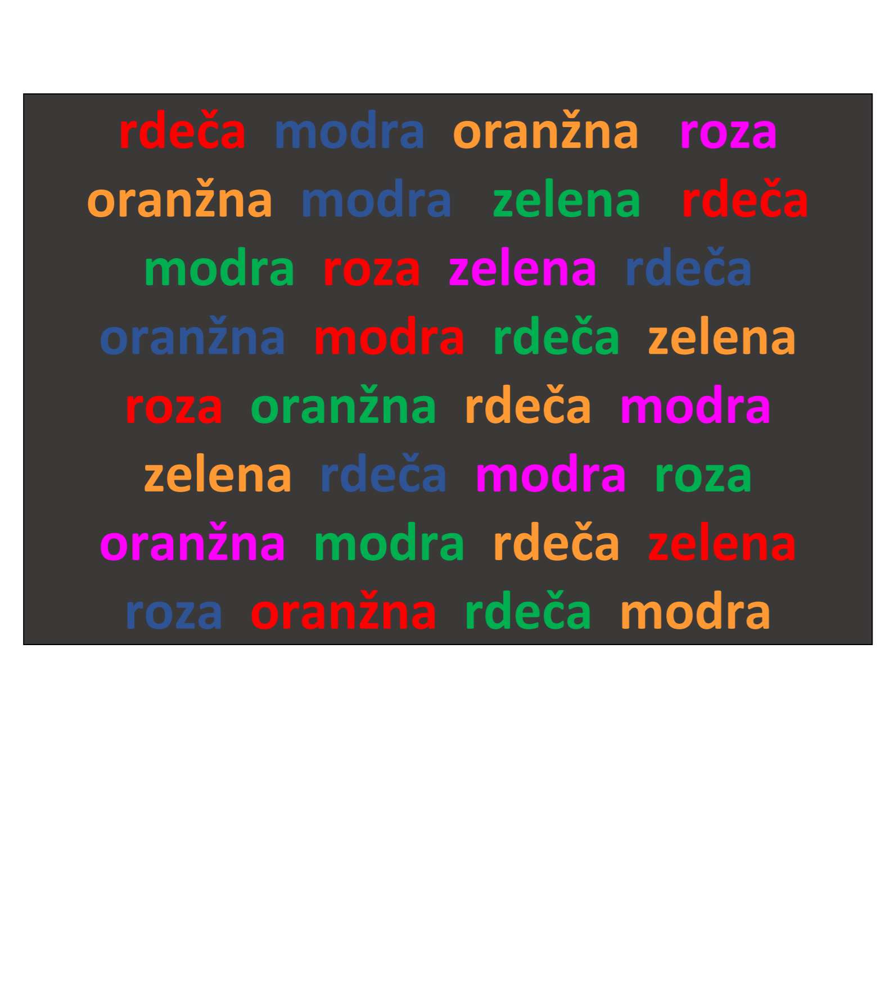 rdeča modra oranžna roza
oranžna modra zelena rdeča
modra roza zelena rdeča
oranžna modra rdeča zelena
roza oranžna rdeča modra
zelena rdeča modra roza
oranžna modra rdeča zelena
roza oranžna rdeča modra